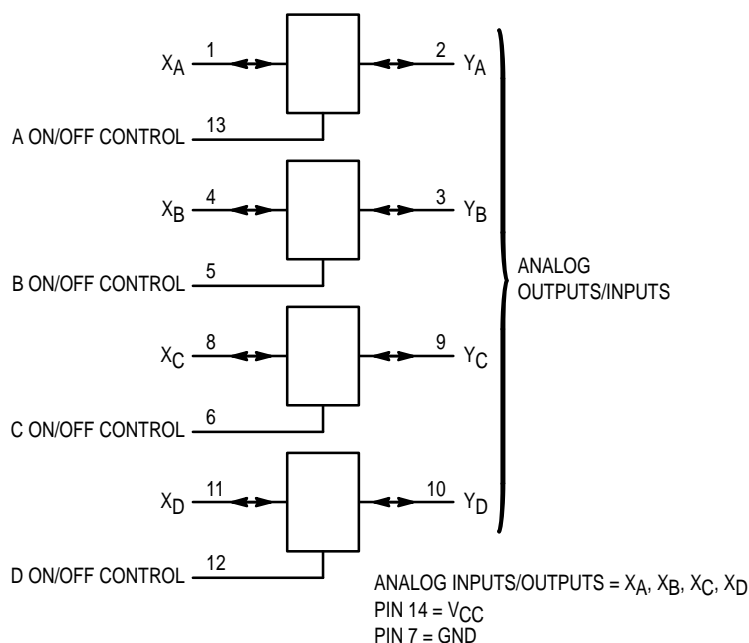 XA 1 2 YA
A ON/OFF CONTROL 13
XB 4 3 YB
B ON/OFF CONTROL 5
ANALOG
OUTPUTS/INPUTS
XC 8 9 YC
C ON/OFF CONTROL 6
XD 11 10 YD
D ON/OFF CONTROL 12
ANALOG INPUTS/OUTPUTS = XA, XB, XC, XD
PIN 14 = VCC
PIN 7 = GND